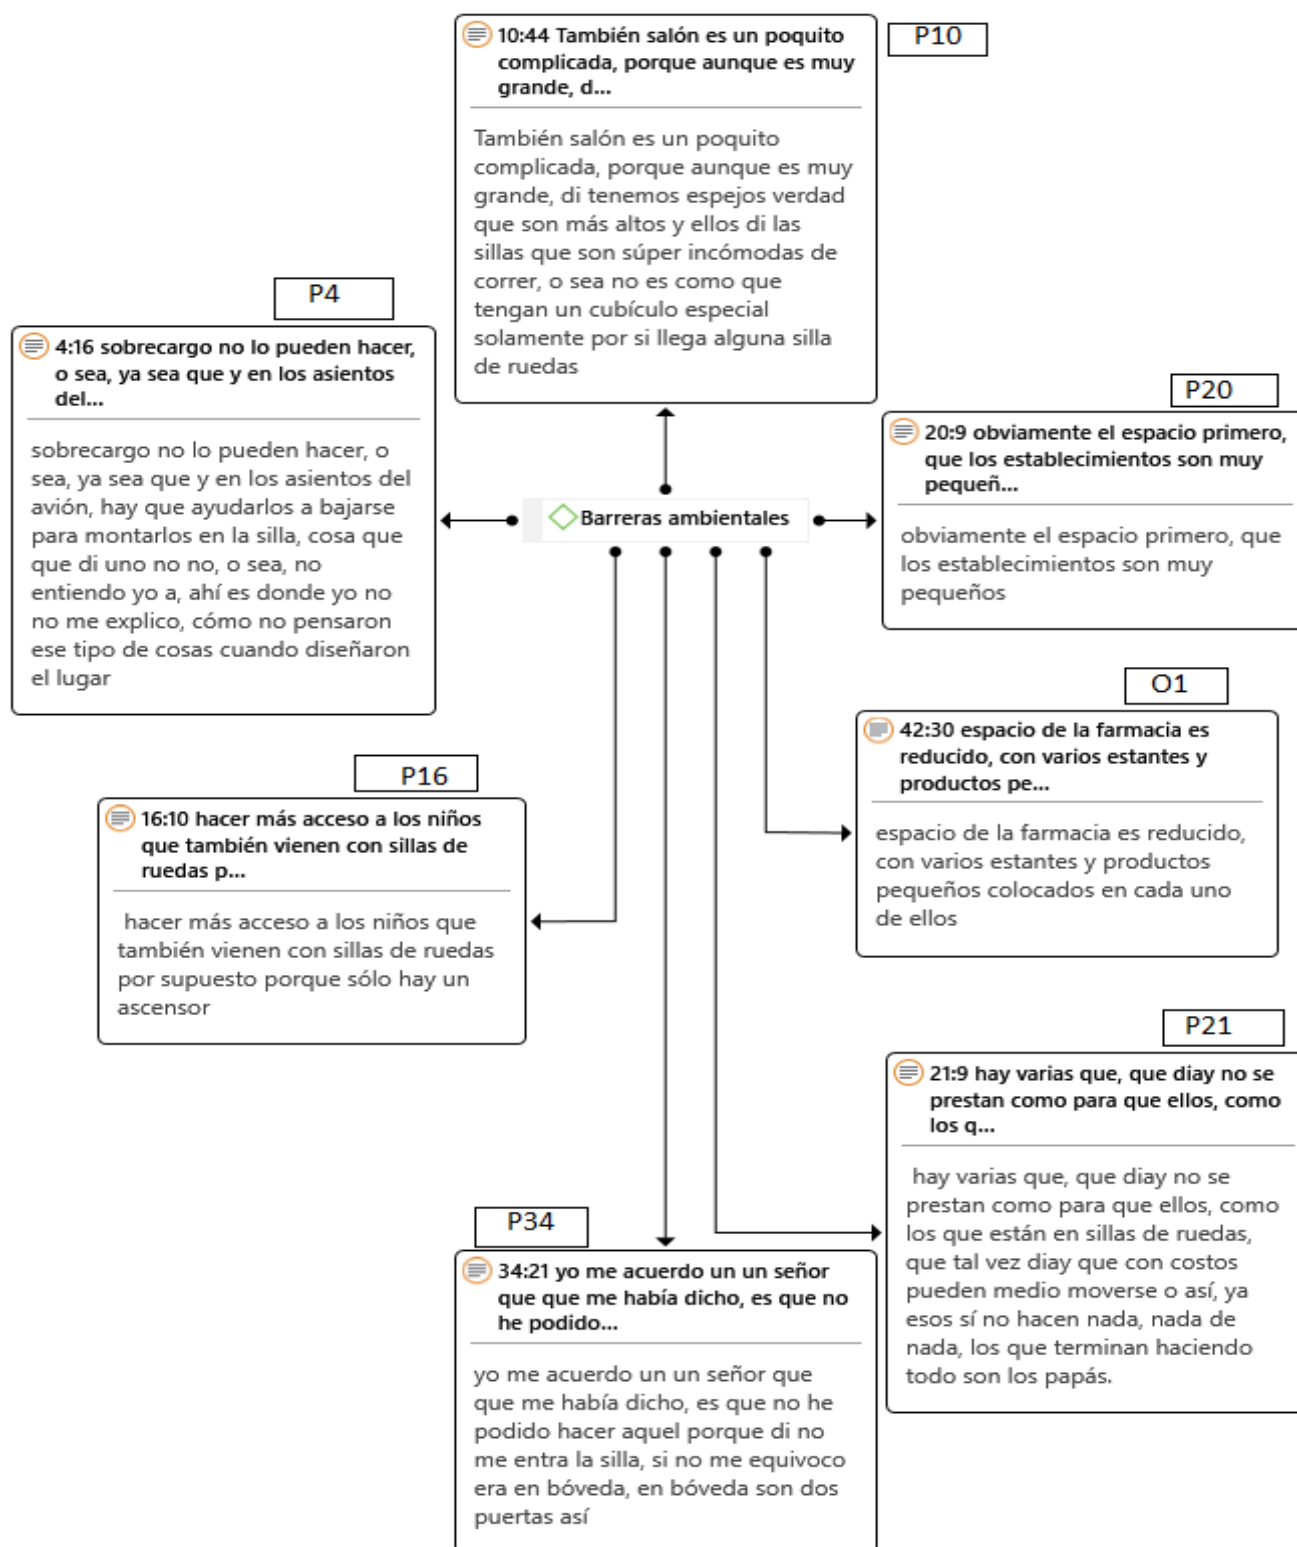 10:44 También salón es un poquito
complicada, porque aunque es muy
grande, d...
También salón es un poquito
complicada, porque aunque es muy
grande, di tenemos espejos verdad
que son más altos y ellos di las
sillas que son súper incómodas de
correr, o sea no es como que
tengan un cubículo especial
solamente por si llega alguna silla
de ruedas
P10
P4
4:16 sobrecargo no lo pueden hacer,
o sea, ya sea que y en los asientos
del...
sobrecargo no lo pueden hacer, o
sea, ya sea que y en los asientos del
avión, hay que ayudarlos a bajarse
para montarlos en la silla, cosa que
que di uno no no, o sea, no
entiendo yo a, ahí es donde yo no
no me explico, cómo no pensaron
ese tipo de cosas cuando diseñaron
el lugar
P20
20:9 obviamente el espacio primero,
que los establecimientos son muy
pequeñ...
obviamente el espacio primero, que
los establecimientos son muy
pequeños
Barreras ambientales
O1
42:30 espacio de la farmacia es
reducido, con varios estantes y
productos pe...
espacio de la farmacia es reducido,
con varios estantes y productos
pequeños colocados en cada uno
de ellos
P16
16:10 hacer más acceso a los niños
que también vienen con sillas de
ruedas p...
hacer más acceso a los niños que
también vienen con sillas de ruedas
por supuesto porque sólo hay un
ascensor
P21
21:9 hay varias que, que diay no se
prestan como para que ellos, como
los q...
hay varias que, que diay no se
prestan como para que ellos, como
los que están en sillas de ruedas,
que tal vez diay que con costos
pueden medio moverse o así, ya
esos sí no hacen nada, nada de
nada, los que terminan haciendo
todo son los papás.
P34
34:21 yo me acuerdo un un señor
que que me había dicho, es que no
he podido...
yo me acuerdo un un señor que
que me había dicho, es que no he
podido hacer aquel porque di no
me entra la silla, si no me equivoco
era en bóveda, en bóveda son dos
puertas así